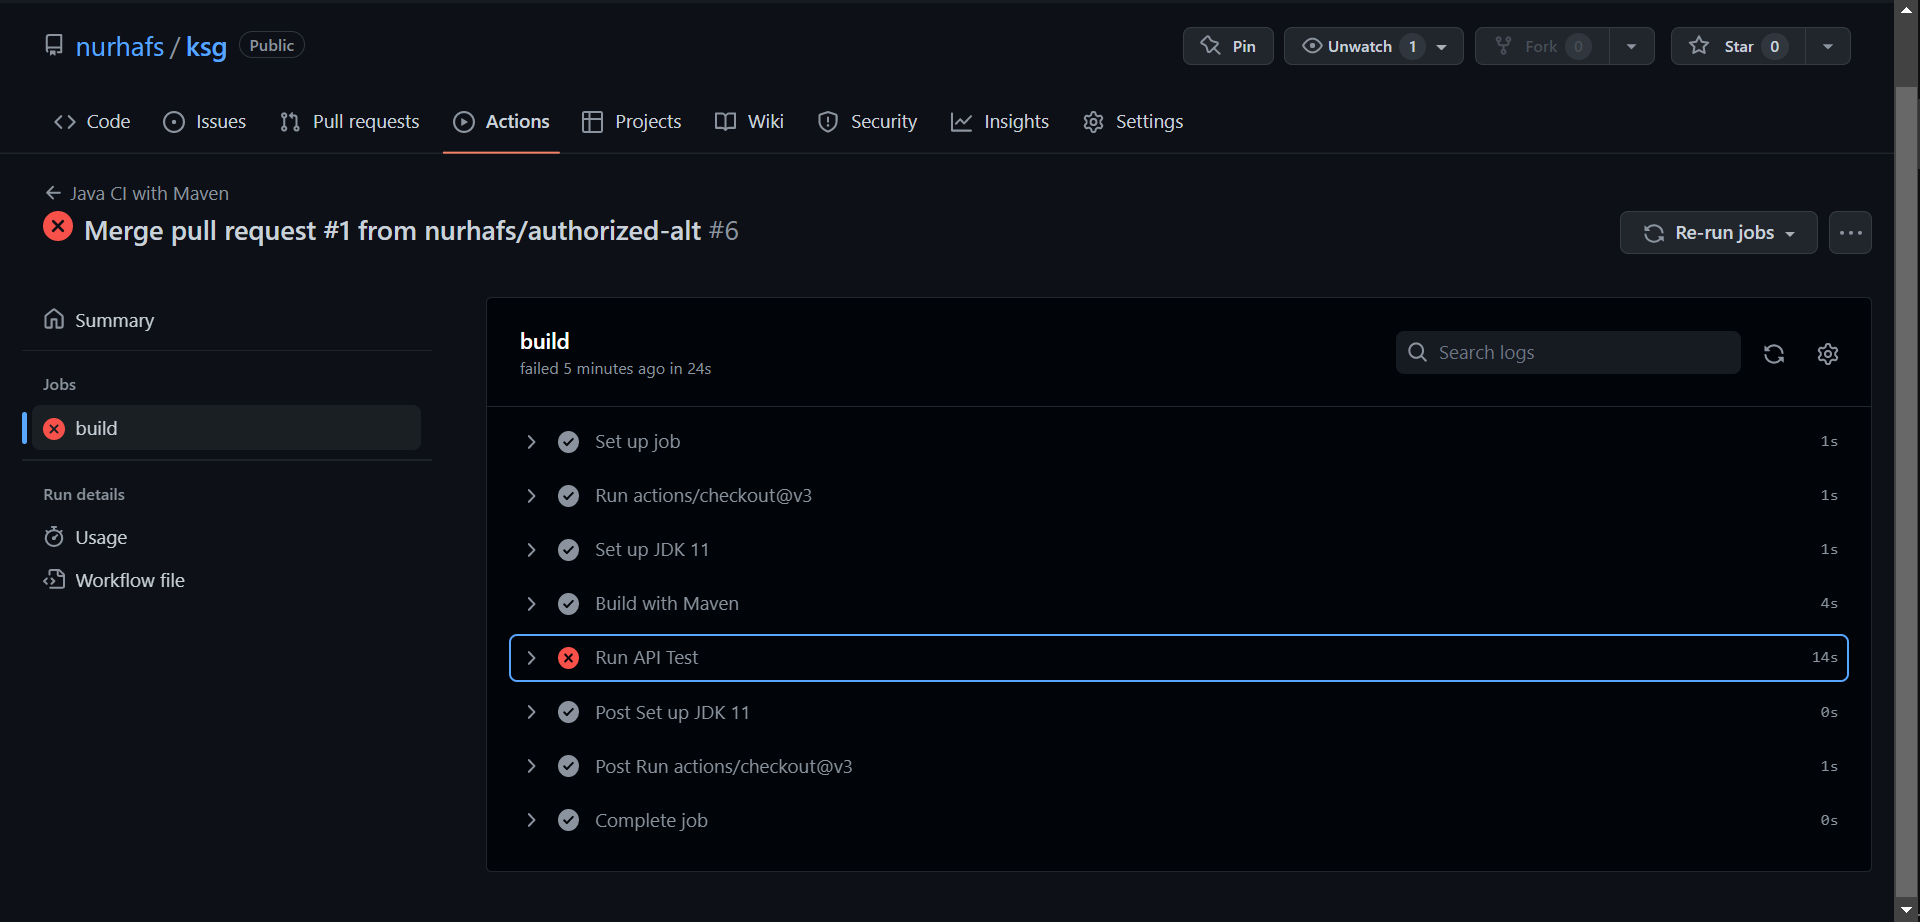 nurhafs / ksg Public
Pin Unwatch 1 Fork 0 Star 0
Code Issues Pull requests Actions Projects Wiki Security Insights Settings
Java CI with Maven
Merge pull request #1 from nurhafs/authorized-alt #6
Re-run jobs
Summary
Jobs
build
Run details
Usage
Workflow file
build
failed 5 minutes ago in 24s
Search logs
Set up job 1s
Run actions/checkout@v3 1s
Set up JDK 11 1s
Build with Maven 4s
Run API Test 14s
Post Set up JDK 11 0s
Post Run actions/checkout@v3 1s
Complete job 0s